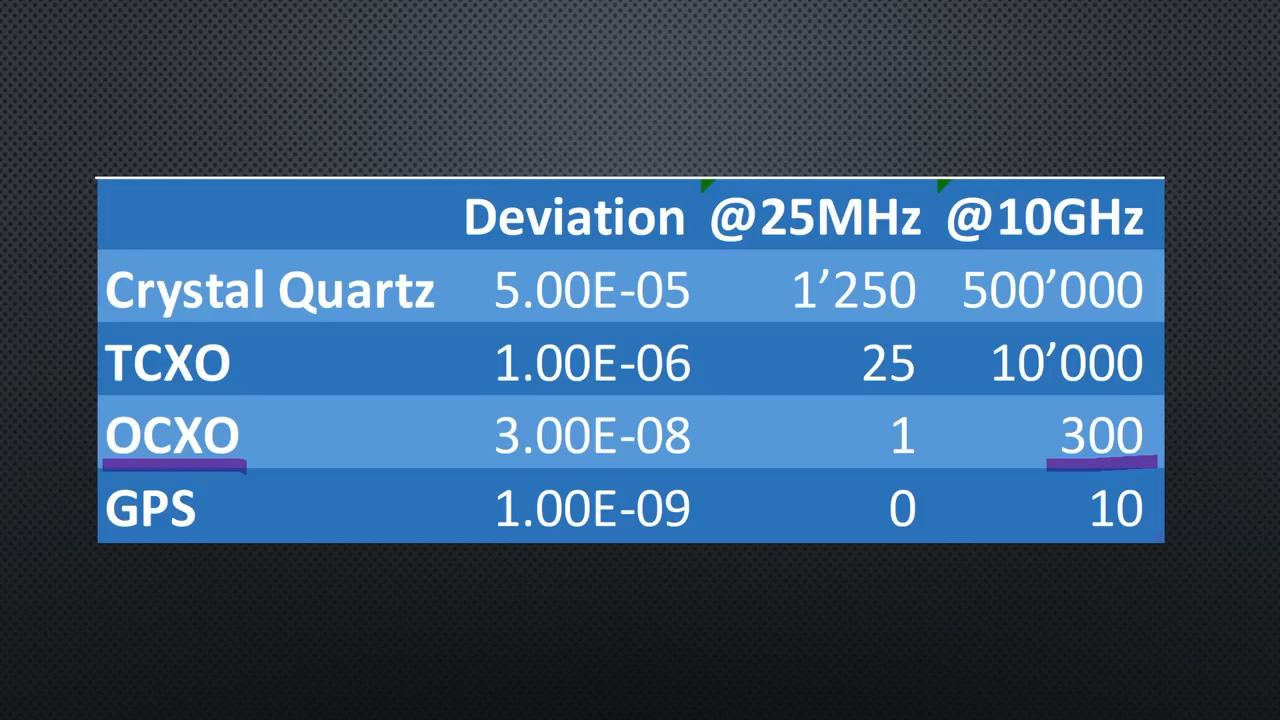 Deviation @25MHz @10GHz
Crystal Quartz 5.00E-05 1’250 500’000
TCXO 1.00E-06 25 10’000
OCXO 3.00E-08 1 300
GPS 1.00E-09 0 10